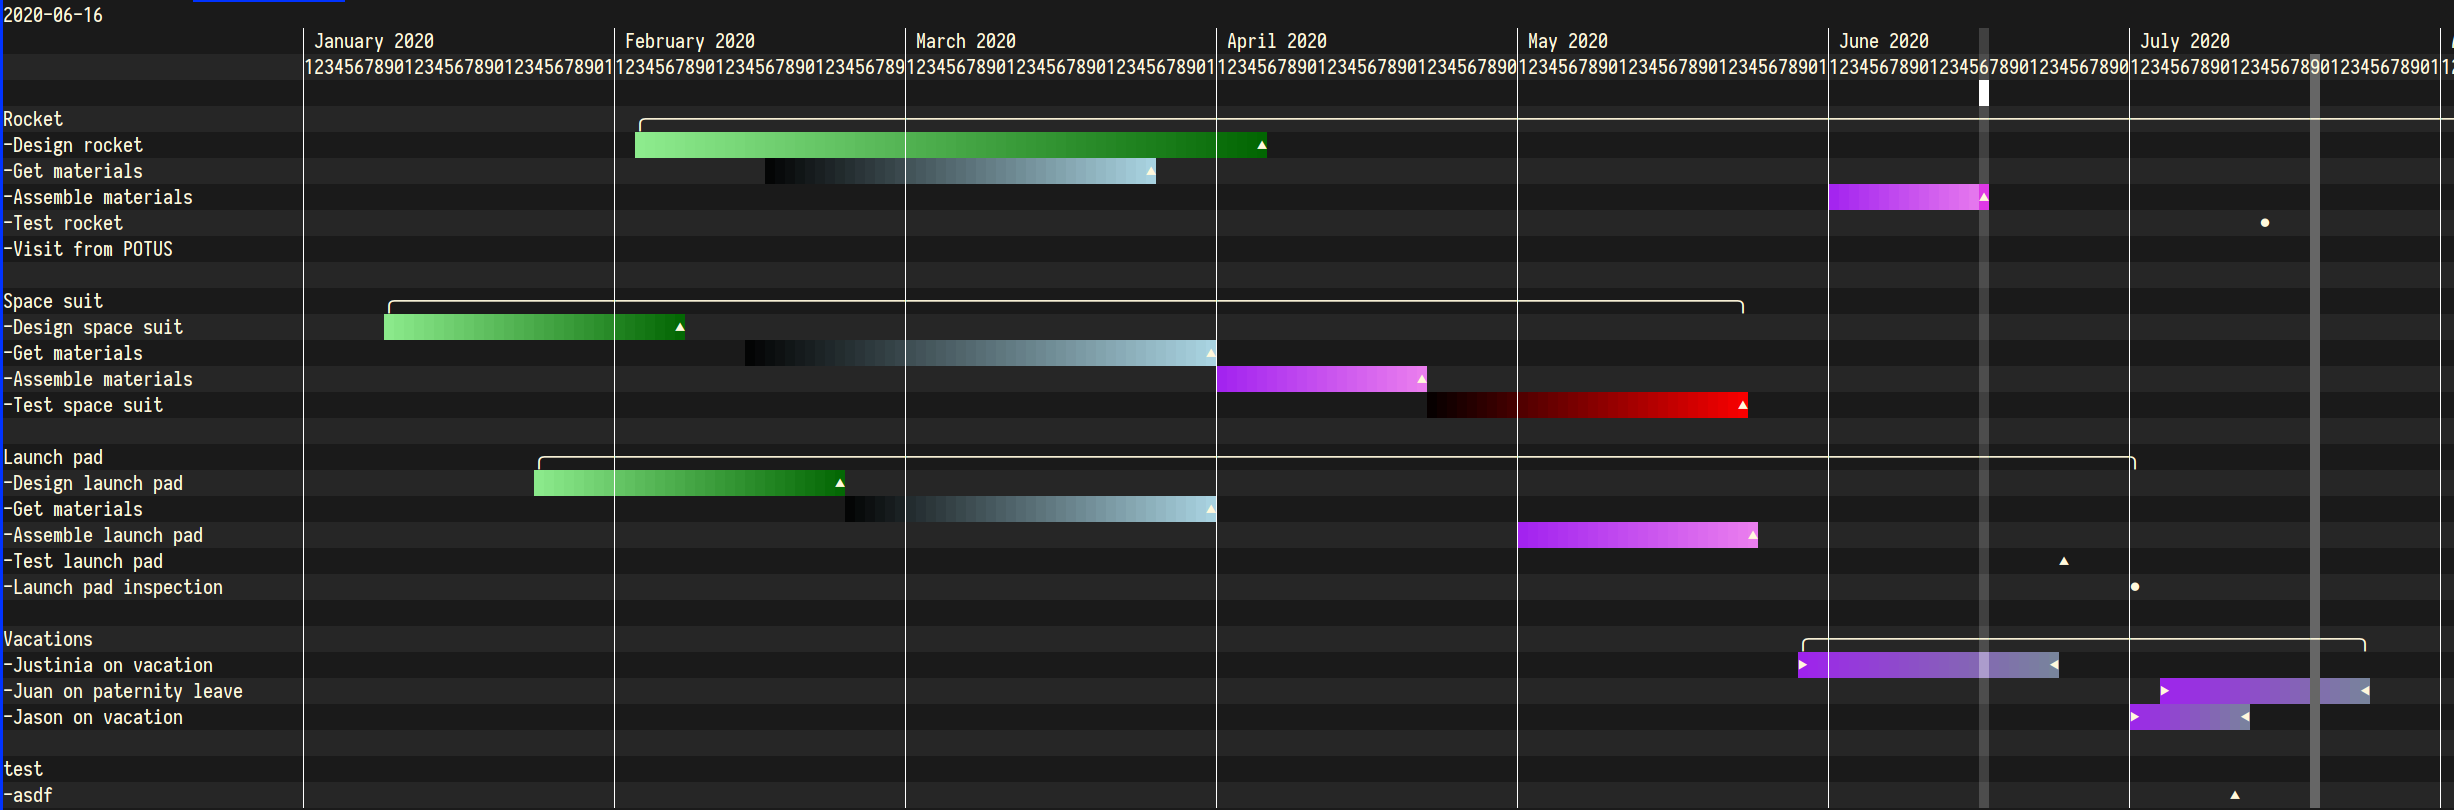 2020-06-16
January 2020 February 2020 March 2020 April 2020 May 2020 June 2020 July 2020
1234567890123456789012345678901 12345678901234567890123456789 1234567890123456789012345678901 123456789012345678901234567890 1234567890123456789012345678901 123456789012345678901234567890 1234567890123456789012345678901 1
Rocket
-Design rocket
-Get materials
-Assemble materials
-Test rocket
-Visit from POTUS
Space suit
-Design space suit
-Get materials
-Assemble materials
-Test space suit
Launch pad
-Design launch pad
-Get materials
-Assemble launch pad
-Test launch pad
-Launch pad inspection
Vacations
-Justinia on vacation
-Juan on paternity leave
-Jason on vacation
test
-asdf